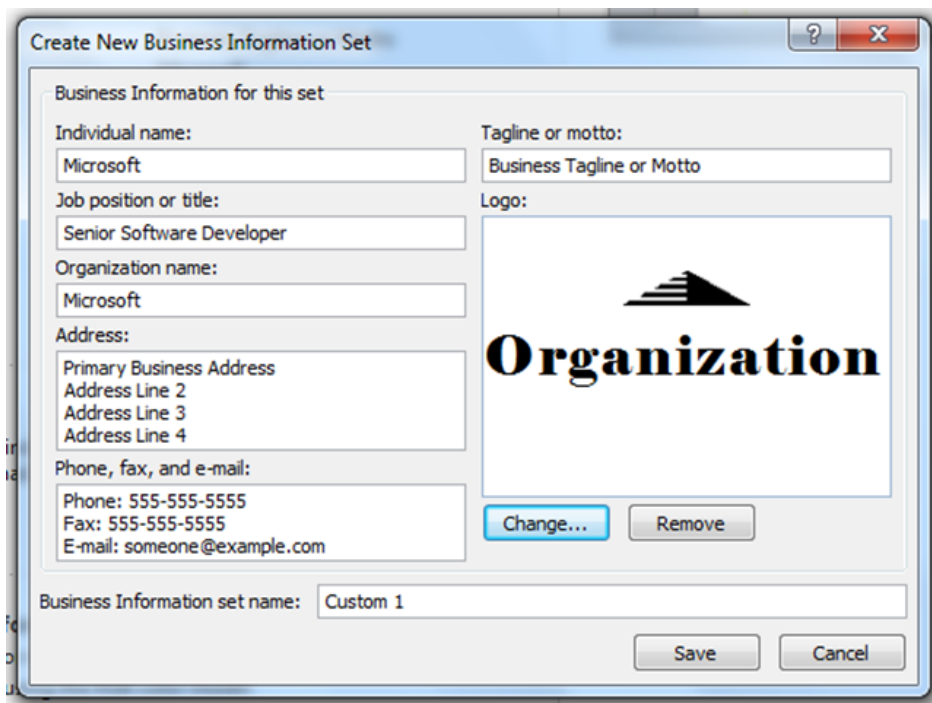 Create New Business Information Set
Business Information for this set
Individual name:
Microsoft
Job position or title:
Senior Software Developer
Organization name:
Microsoft
Address:
Primary Business Address
Address Line 2
Address Line 3
Address Line 4
Phone, fax, and e-mail:
Phone: 555-555-5555
Fax: 555-555-5555
E-mail: someone@example.com
Tagline or motto:
Business Tagline or Motto
Logo:
Organization
Change...
Remove
Business Information set name:
Custom 1
Save
Cancel